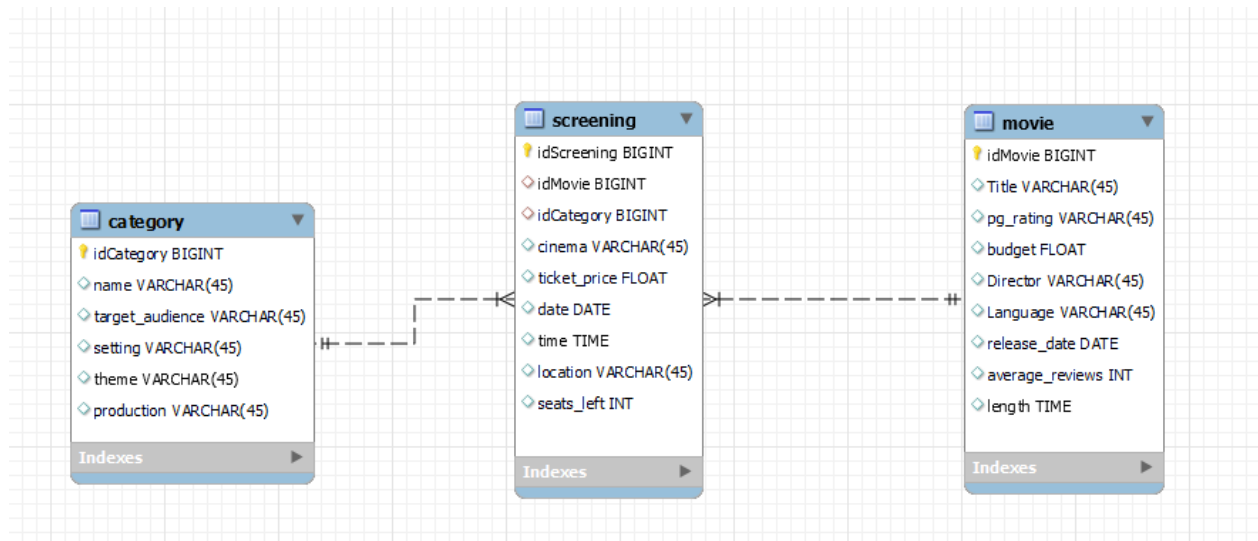 category
idCategory BIGINT
name VARCHAR(45)
target_audience VARCHAR(45)
setting VARCHAR(45)
theme VARCHAR(45)
production VARCHAR(45)
Indexes
screening
idScreening BIGINT
idMovie BIGINT
idCategory BIGINT
cinema VARCHAR(45)
ticket_price FLOAT
date DATE
time TIME
location VARCHAR(45)
seats_left INT
Indexes
movie
idMovie BIGINT
Title VARCHAR(45)
pg_rating VARCHAR(45)
budget FLOAT
Director VARCHAR(45)
Language VARCHAR(45)
release_date DATE
average_reviews INT
length TIME
Indexes